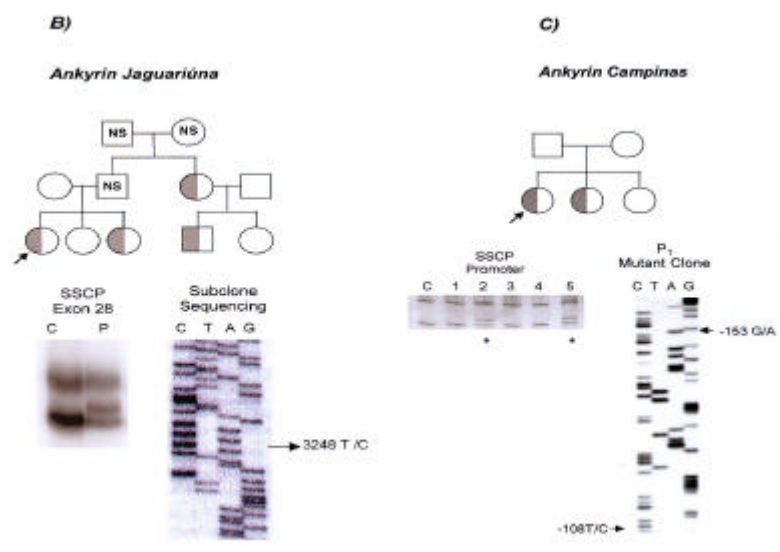 B)
Ankyrin Jaguariúna
NS
NS
NS
SSCP
Exon 28
C P
Subclone
Sequencing
C T A G
3248 T /C
C)
Ankyrin Campinas
SSCP
Promoter
C 1 2 3 4 5
* *
P1
Mutant Clone
C T A G
-153 G/A
-108T/C